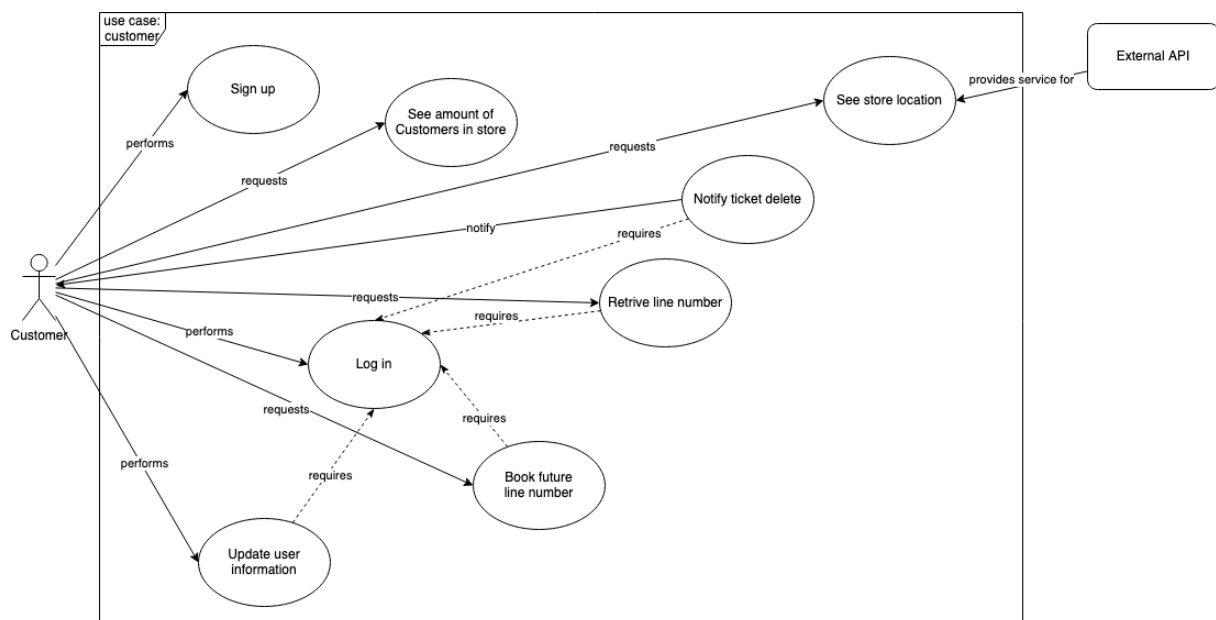 use case:
customer
Sign up
See amount of
Customers in store
See store location
External API
provides service for
performs
requests
requests
Notify ticket delete
notify
requires
Customer
requests
Retrive line number
requires
performs
Log in
requests
requires
performs
requires
Book future
line number
Update user
information